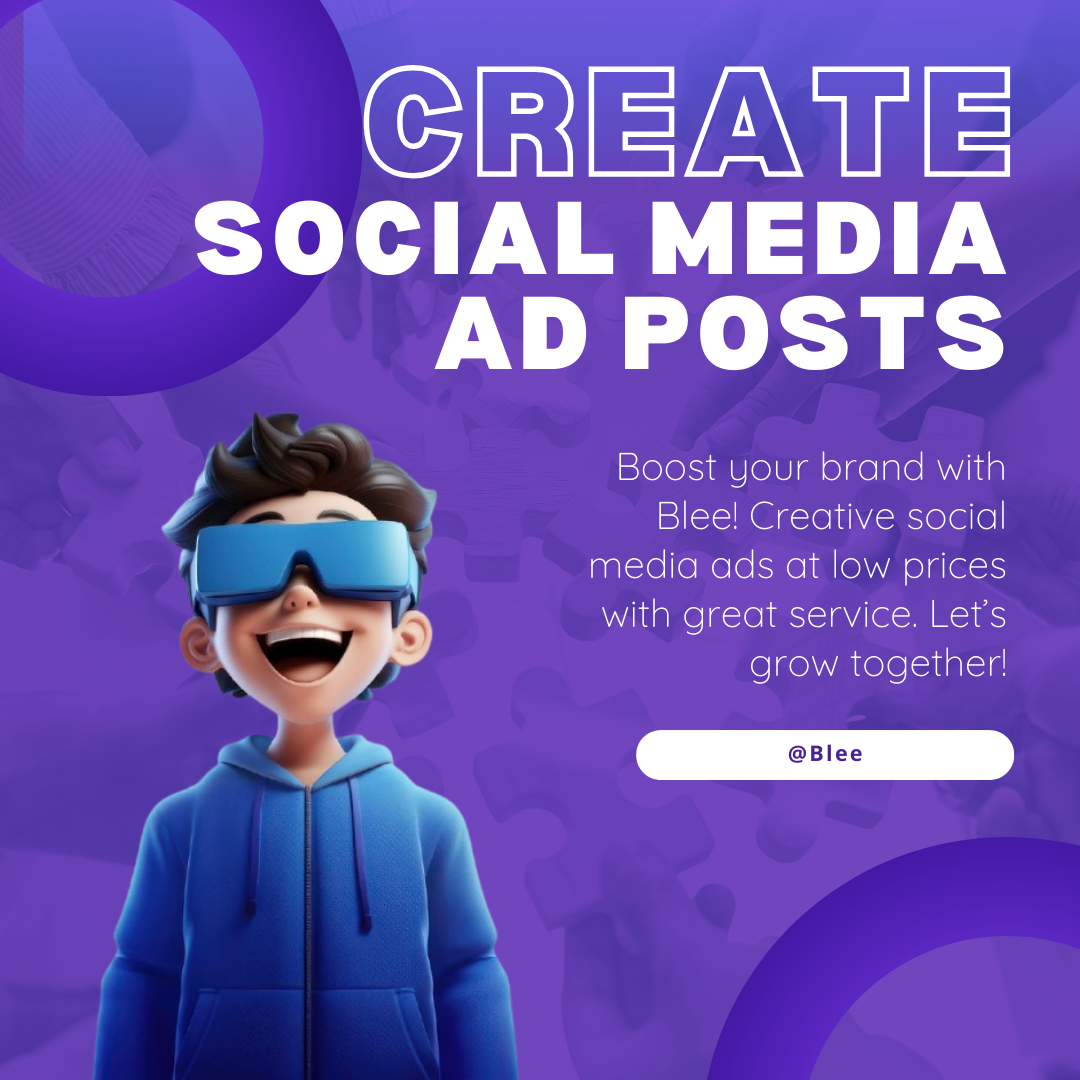 CREATE
SOCIAL MEDIA
AD POSTS
Boost your brand with
Blee! Creative social
media ads at low prices
with great service. Let’s
grow together!
@Blee